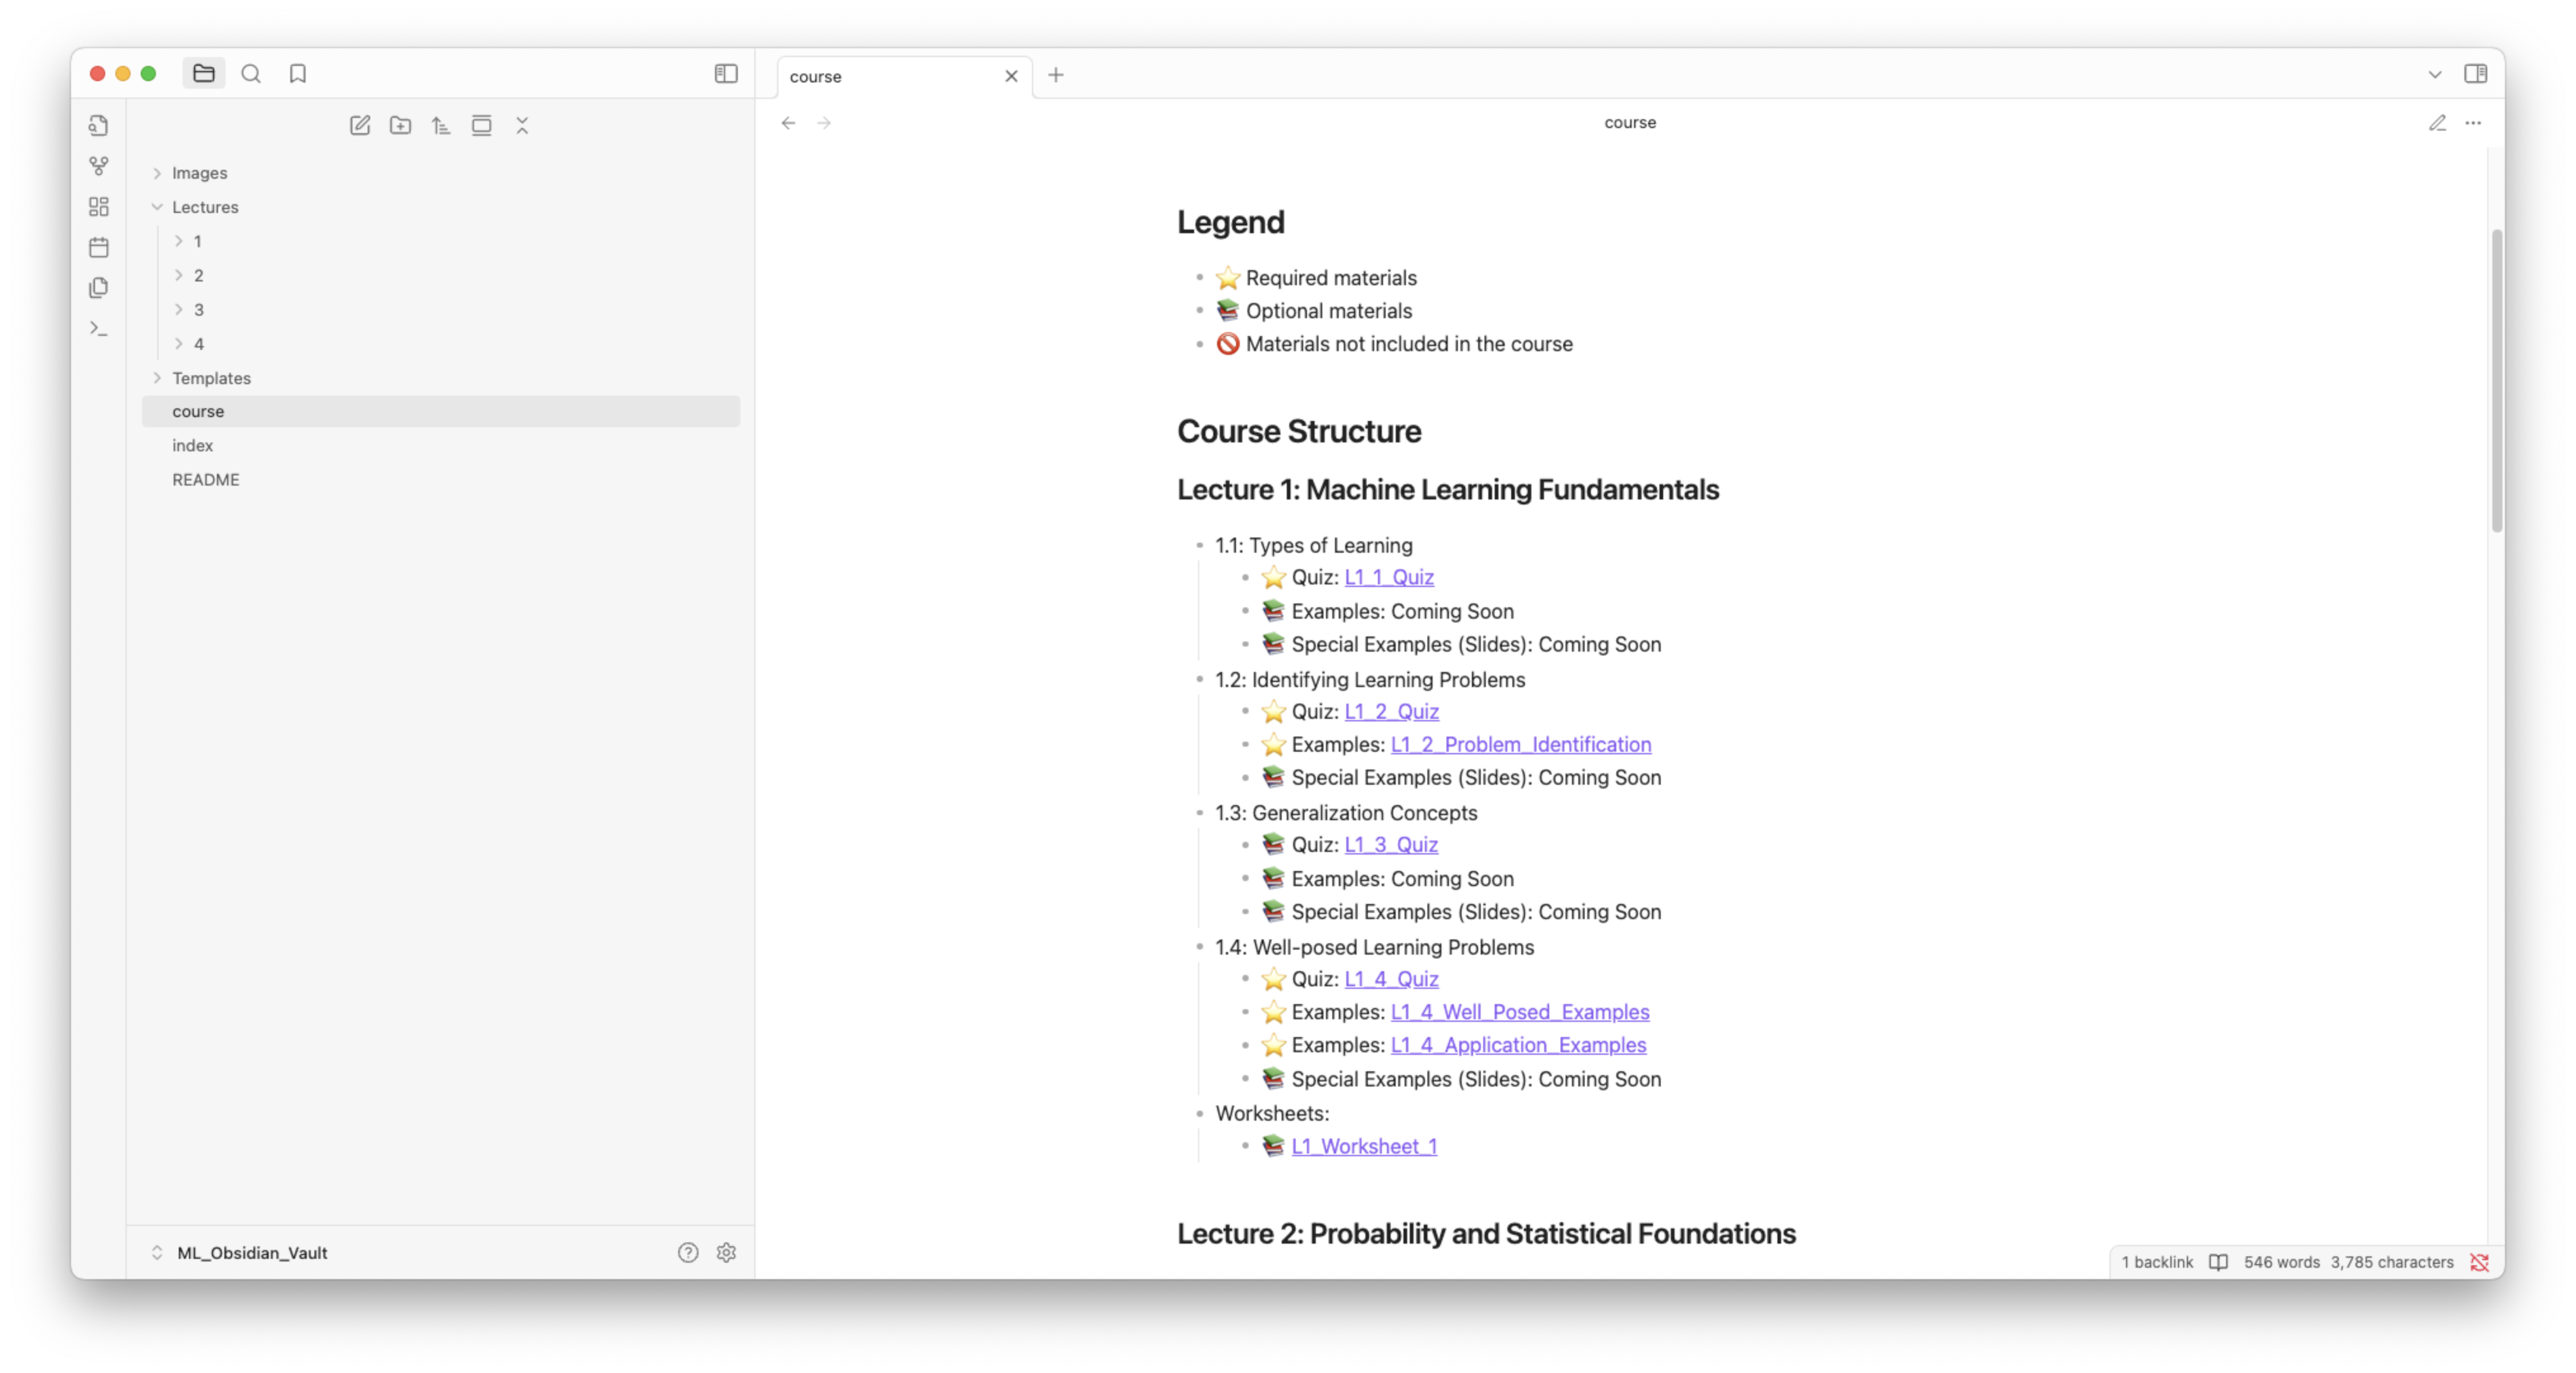 course
course
Images
Lectures
1
2
3
4
Templates
course
index
README
ML_Obsidian_Vault
Legend
⭐ Required materials
📚 Optional materials
🚫 Materials not included in the course
Course Structure
Lecture 1: Machine Learning Fundamentals
1.1: Types of Learning
⭐ Quiz: L1_1_Quiz
📚 Examples: Coming Soon
📚 Special Examples (Slides): Coming Soon
1.2: Identifying Learning Problems
⭐ Quiz: L1_2_Quiz
⭐ Examples: L1_2_Problem_Identification
📚 Special Examples (Slides): Coming Soon
1.3: Generalization Concepts
📚 Quiz: L1_3_Quiz
📚 Examples: Coming Soon
📚 Special Examples (Slides): Coming Soon
1.4: Well-posed Learning Problems
⭐ Quiz: L1_4_Quiz
⭐ Examples: L1_4_Well_Posed_Examples
⭐ Examples: L1_4_Application_Examples
📚 Special Examples (Slides): Coming Soon
Worksheets:
📚 L1_Worksheet_1
Lecture 2: Probability and Statistical Foundations
1 backlink 546 words 3,785 characters